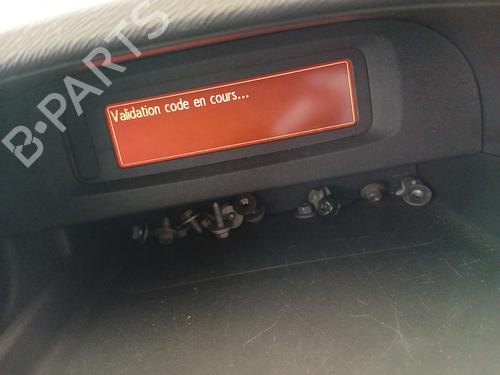 Validation code en cours...
B-PARTS